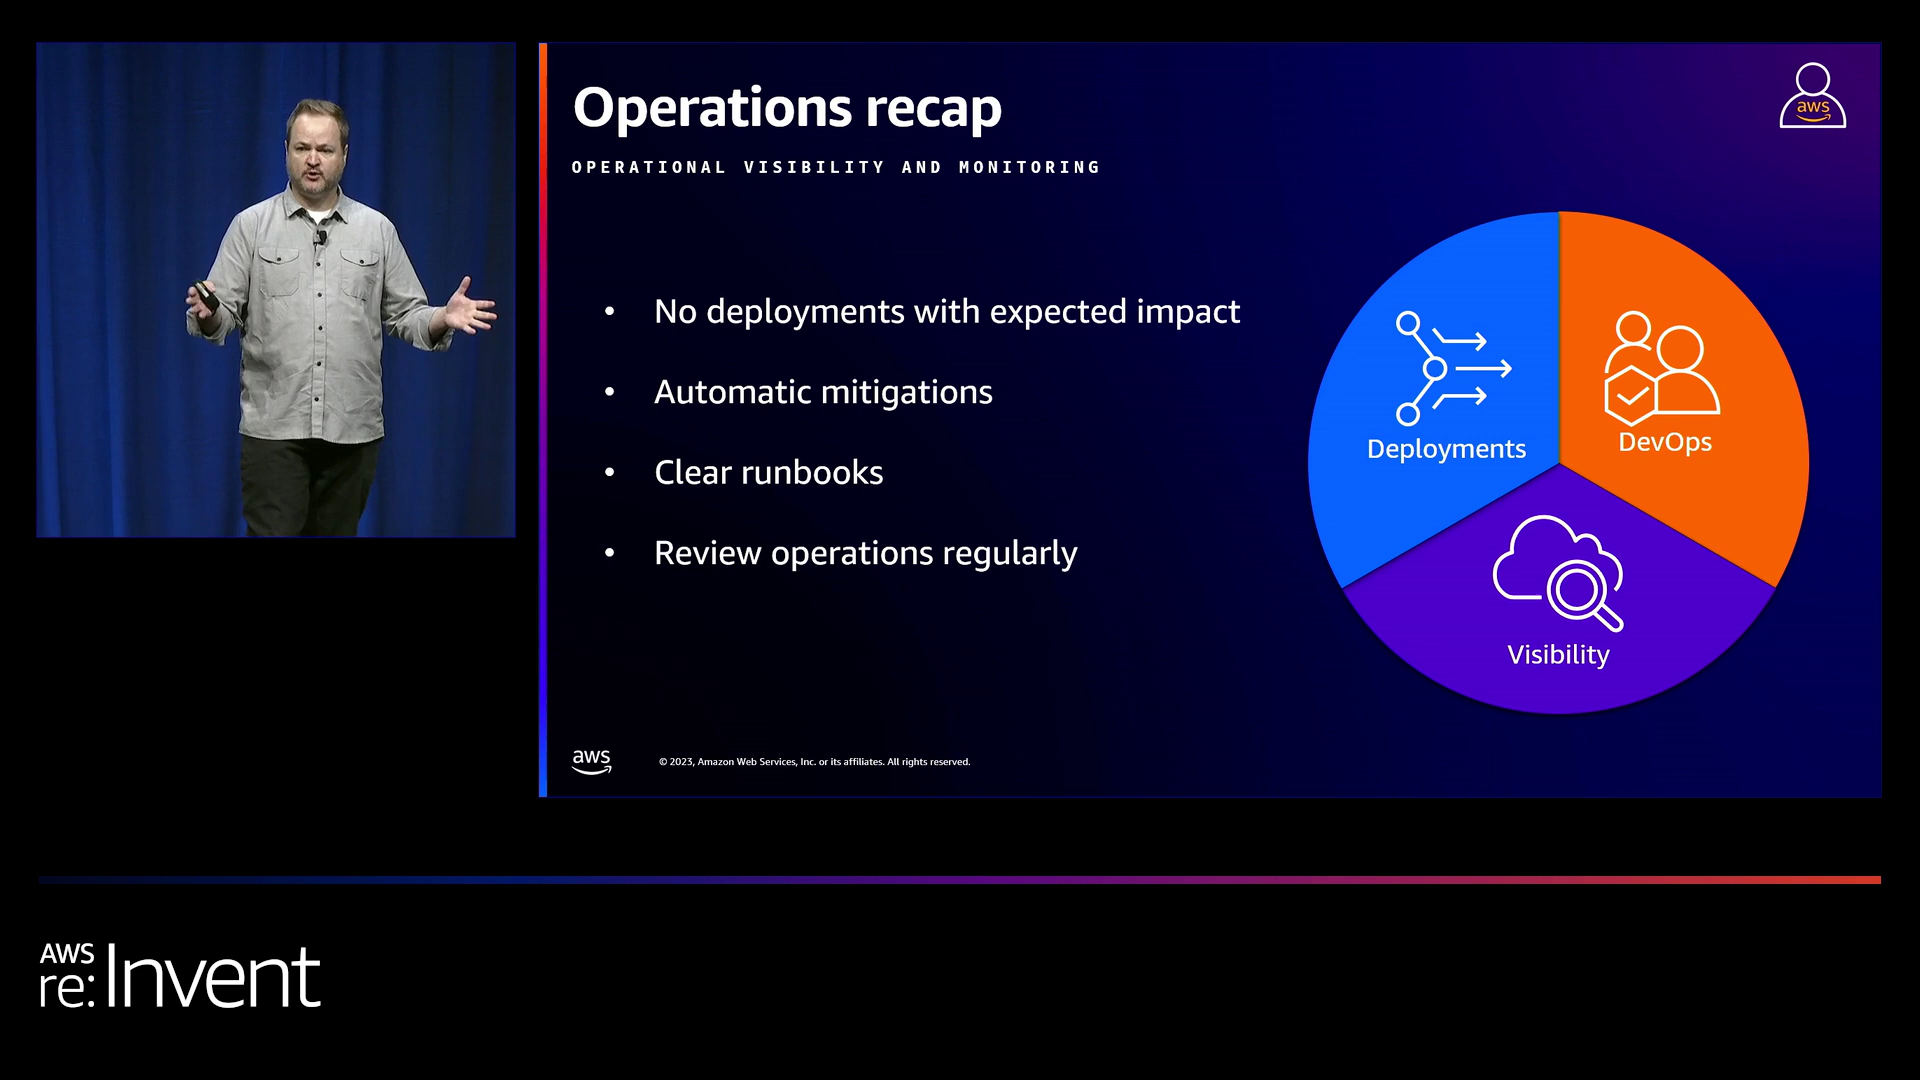 Operations recap
OPERATIONAL VISIBILITY AND MONITORING
aws
• No deployments with expected impact
• Automatic mitigations
• Clear runbooks
• Review operations regularly
Deployments
DevOps
Visibility
aws
© 2023, Amazon Web Services, Inc. or its affiliates. All rights reserved.
AWS
re:Invent